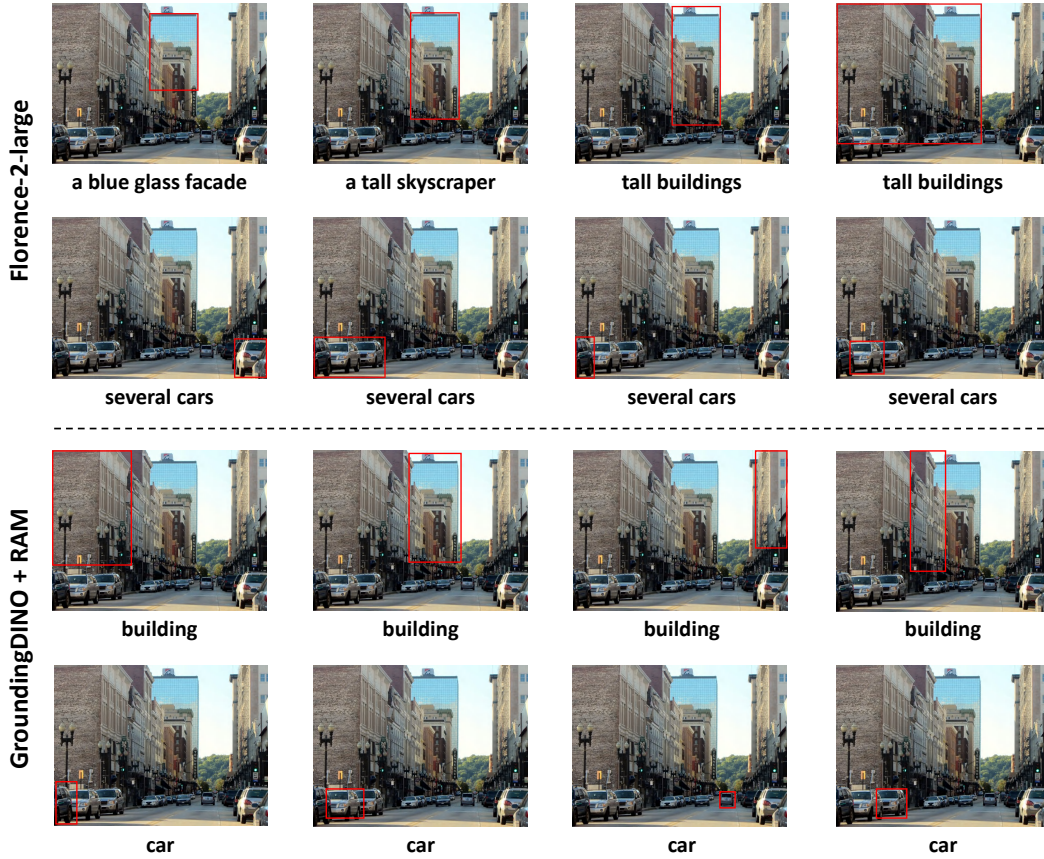 Florence-2-large
a blue glass facade
a tall skyscraper
tall buildings
tall buildings
several cars
several cars
several cars
several cars
GroundingDINO + RAM
building
building
building
building
car
car
car
car